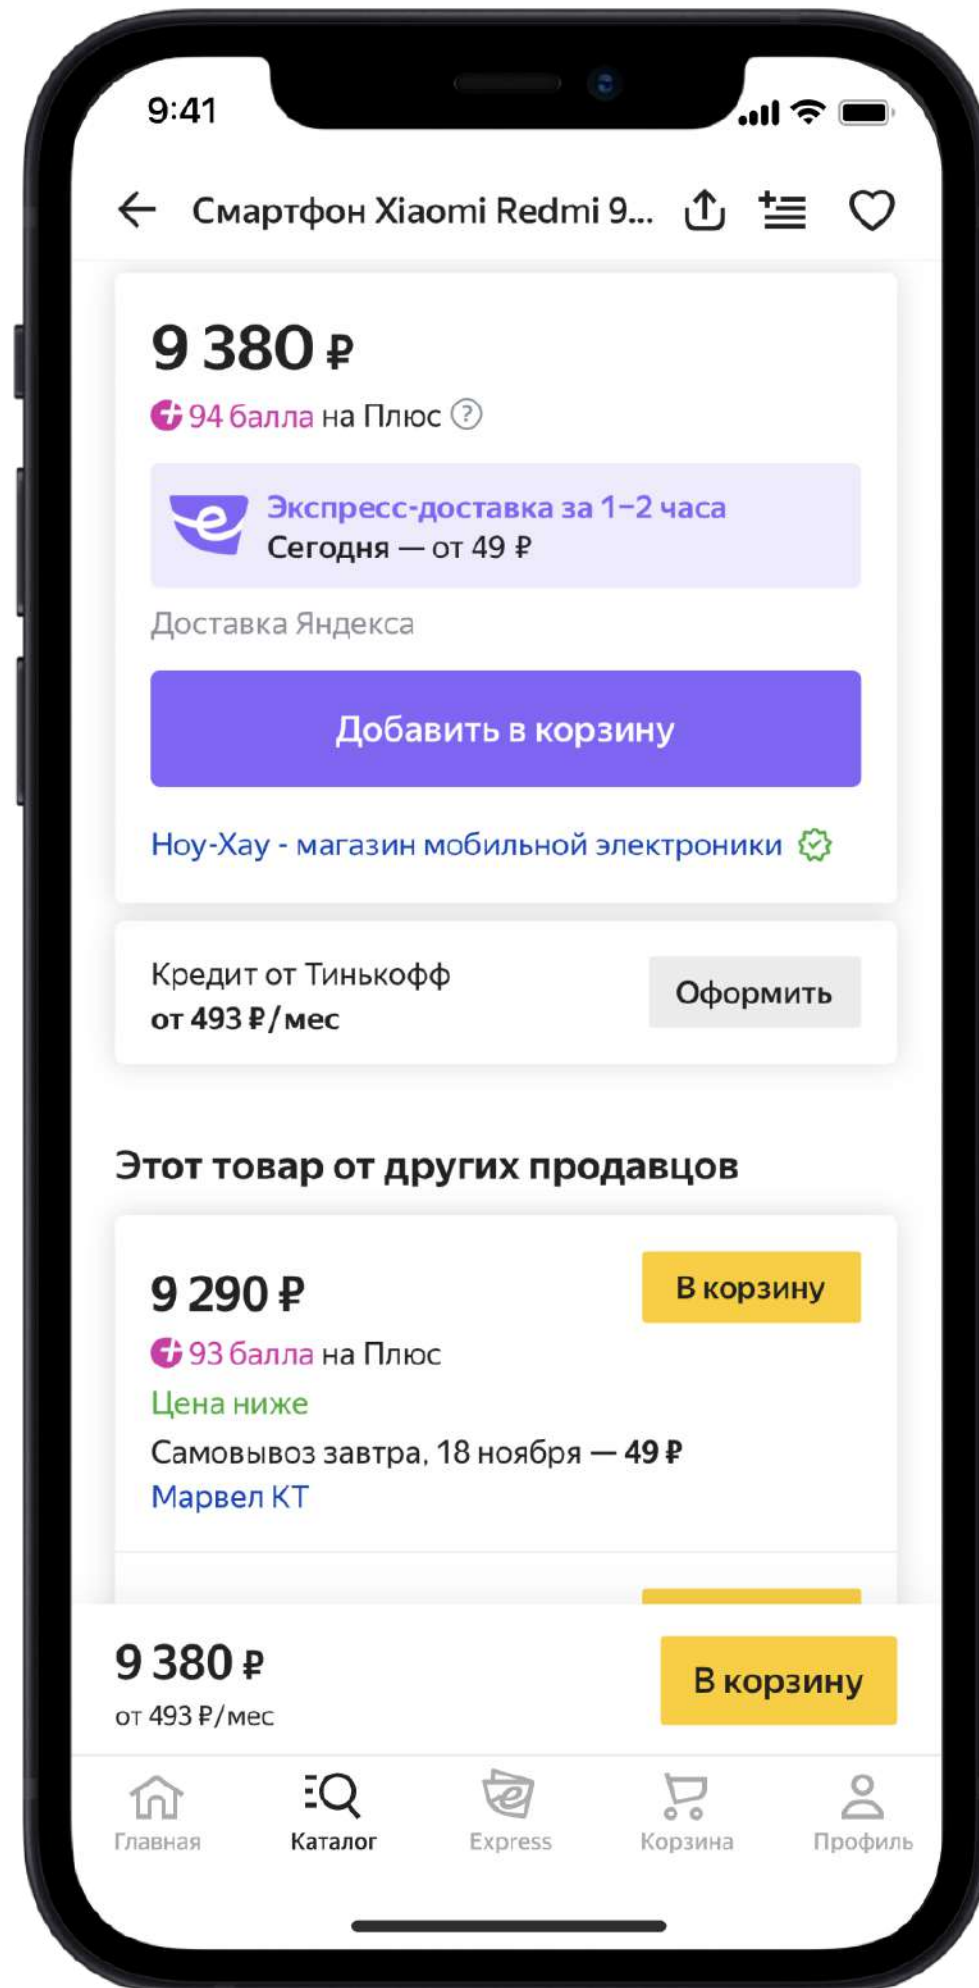 9:41
Смартфон Xiaomi Redmi 9...
9 380 ₽
94 балла на Плюс ?
Экспресс-доставка за 1–2 часа
Сегодня — от 49 ₽
Доставка Яндекса
Добавить в корзину
Ноу-Хау - магазин мобильной электроники
Кредит от Тинькофф
от 493 ₽/мес
Оформить
Этот товар от других продавцов
9 290 ₽
В корзину
93 балла на Плюс
Цена ниже
Самовывоз завтра, 18 ноября — 49 ₽
Марвел КТ
9 380 ₽
от 493 ₽/мес
В корзину
Главная
Каталог
Express
Корзина
Профиль